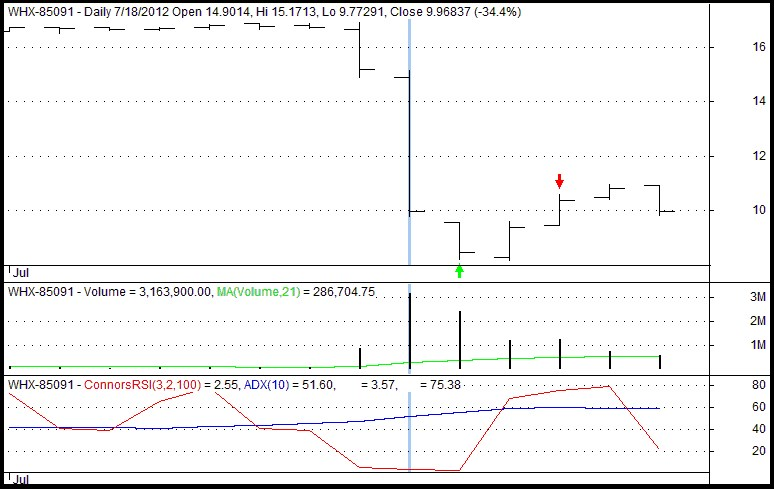 WHX-85091 - Daily 7/18/2012 Open 14.9014, Hi 15.1713, Lo 9.77291, Close 9.96837 (-34.4%)
16
14
12
10
Jul
WHX-85091 - Volume = 3,163,900.00, MA(Volume,21) = 286,704.75
3M
2M
1M
WHX-85091 - ConnorsRSI(3,2,100) = 2.55, ADX(10) = 51.60, = 3.57, = 75.38
80
60
40
20
Jul